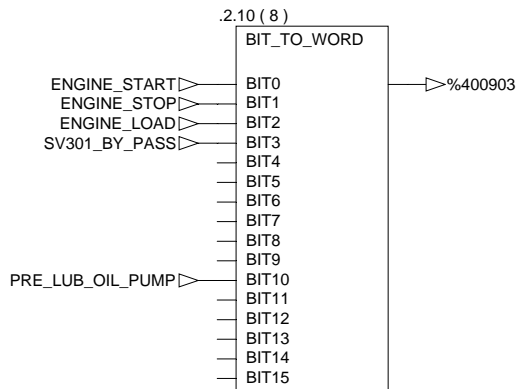 .2.10 ( 8 )
BIT_TO_WORD
ENGINE_START BIT0 %400903
ENGINE_STOP BIT1
ENGINE_LOAD BIT2
SV301_BY_PASS BIT3
BIT4
BIT5
BIT6
BIT7
BIT8
BIT9
PRE_LUB_OIL_PUMP BIT10
BIT11
BIT12
BIT13
BIT14
BIT15